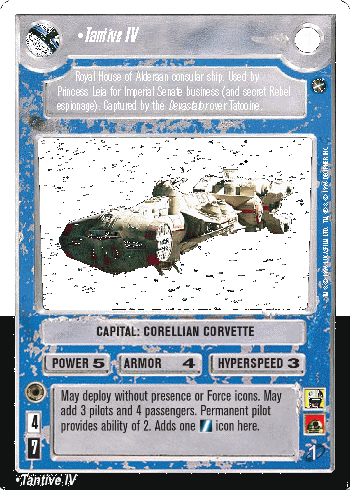 •Tantive IV
Royal House of Alderaan consular ship. Used by
Princess Leia for Imperial Senate business (and secret Rebel
espionage). Captured by the Devastator over Tatooine.
CAPITAL: CORELLIAN CORVETTE
POWER 5 ARMOR 4 HYPERSPEED 3
May deploy without presence or Force icons. May
add 3 pilots and 4 passengers. Permanent pilot
provides ability of 2. Adds one icon here.
4
7
1
•Tantive IV